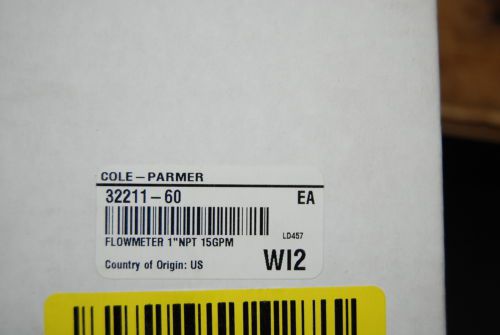 COLE-PARMER
32211-60 EA
LD457
FLOWMETER 1"NPT 15GPM
Country of Origin: US WI2